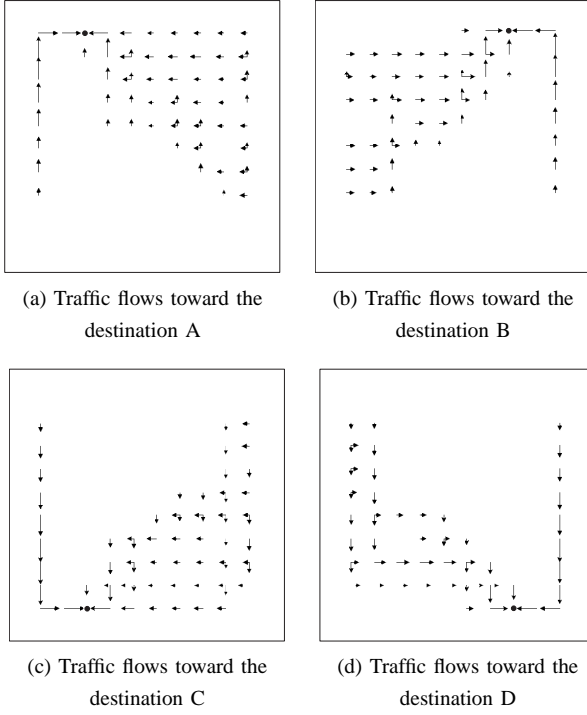 (a) Traffic flows toward the
destination A
(b) Traffic flows toward the
destination B
(c) Traffic flows toward the
destination C
(d) Traffic flows toward the
destination D